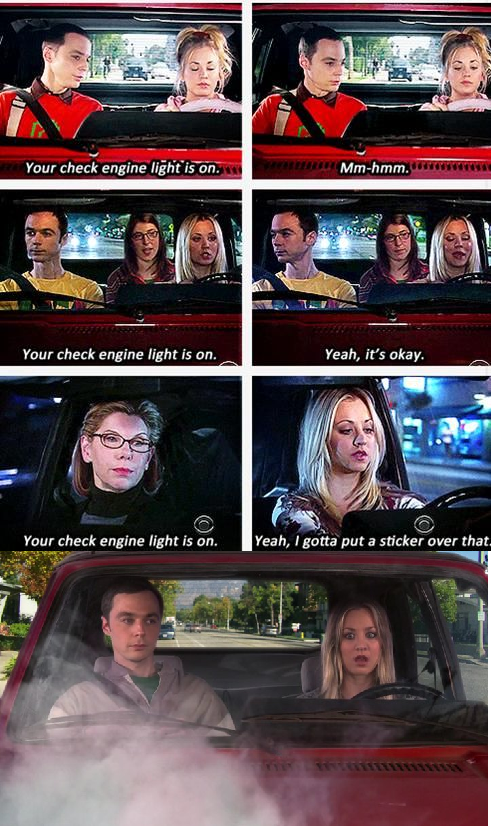 Your check engine light is on.
Mm-hmm.
Your check engine light is on.
Yeah, it's okay.
Your check engine light is on.
Yeah, I gotta put a sticker over that.